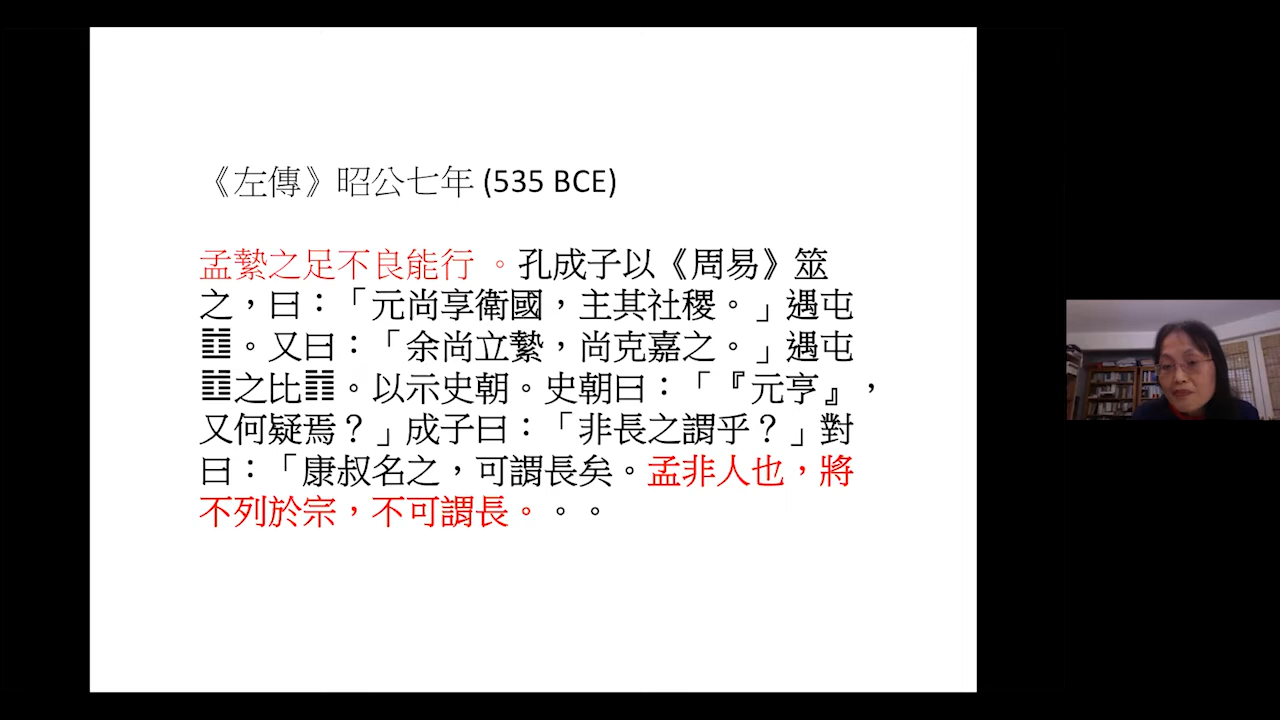 《左傳》昭公七年 (535 BCE)
孟縶之足不良能行 。孔成子以《周易》筮
之，曰：「元尚享衛國，主其社稷。」遇屯
䷂。又曰：「余尚立縶，尚克嘉之。」遇屯
䷂之比䷇。以示史朝。史朝曰：「『元亨』，
又何疑焉？」成子曰：「非長之謂乎？」對
曰：「康叔名之，可謂長矣。孟非人也，將
不列於宗，不可謂長。。。